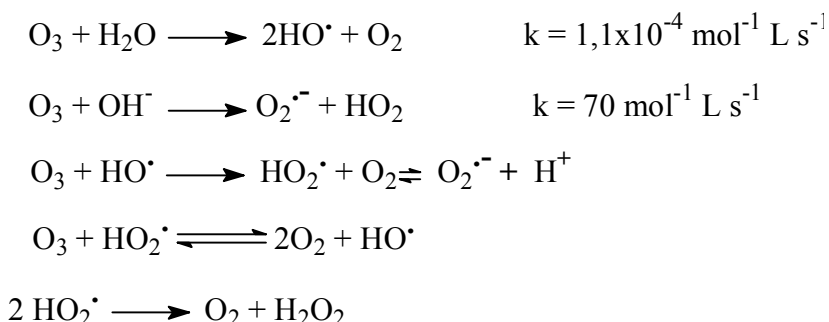 O₃ + H₂O ⟶ 2HO• + O₂ k = 1,1x10⁻⁴ mol⁻¹ L s⁻¹
O₃ + OH⁻ ⟶ O₂•⁻ + HO₂ k = 70 mol⁻¹ L s⁻¹
O₃ + HO• ⟶ HO₂• + O₂ ⇌ O₂•⁻ + H⁺
O₃ + HO₂• ⇌ 2O₂ + HO•
2 HO₂• ⟶ O₂ + H₂O₂